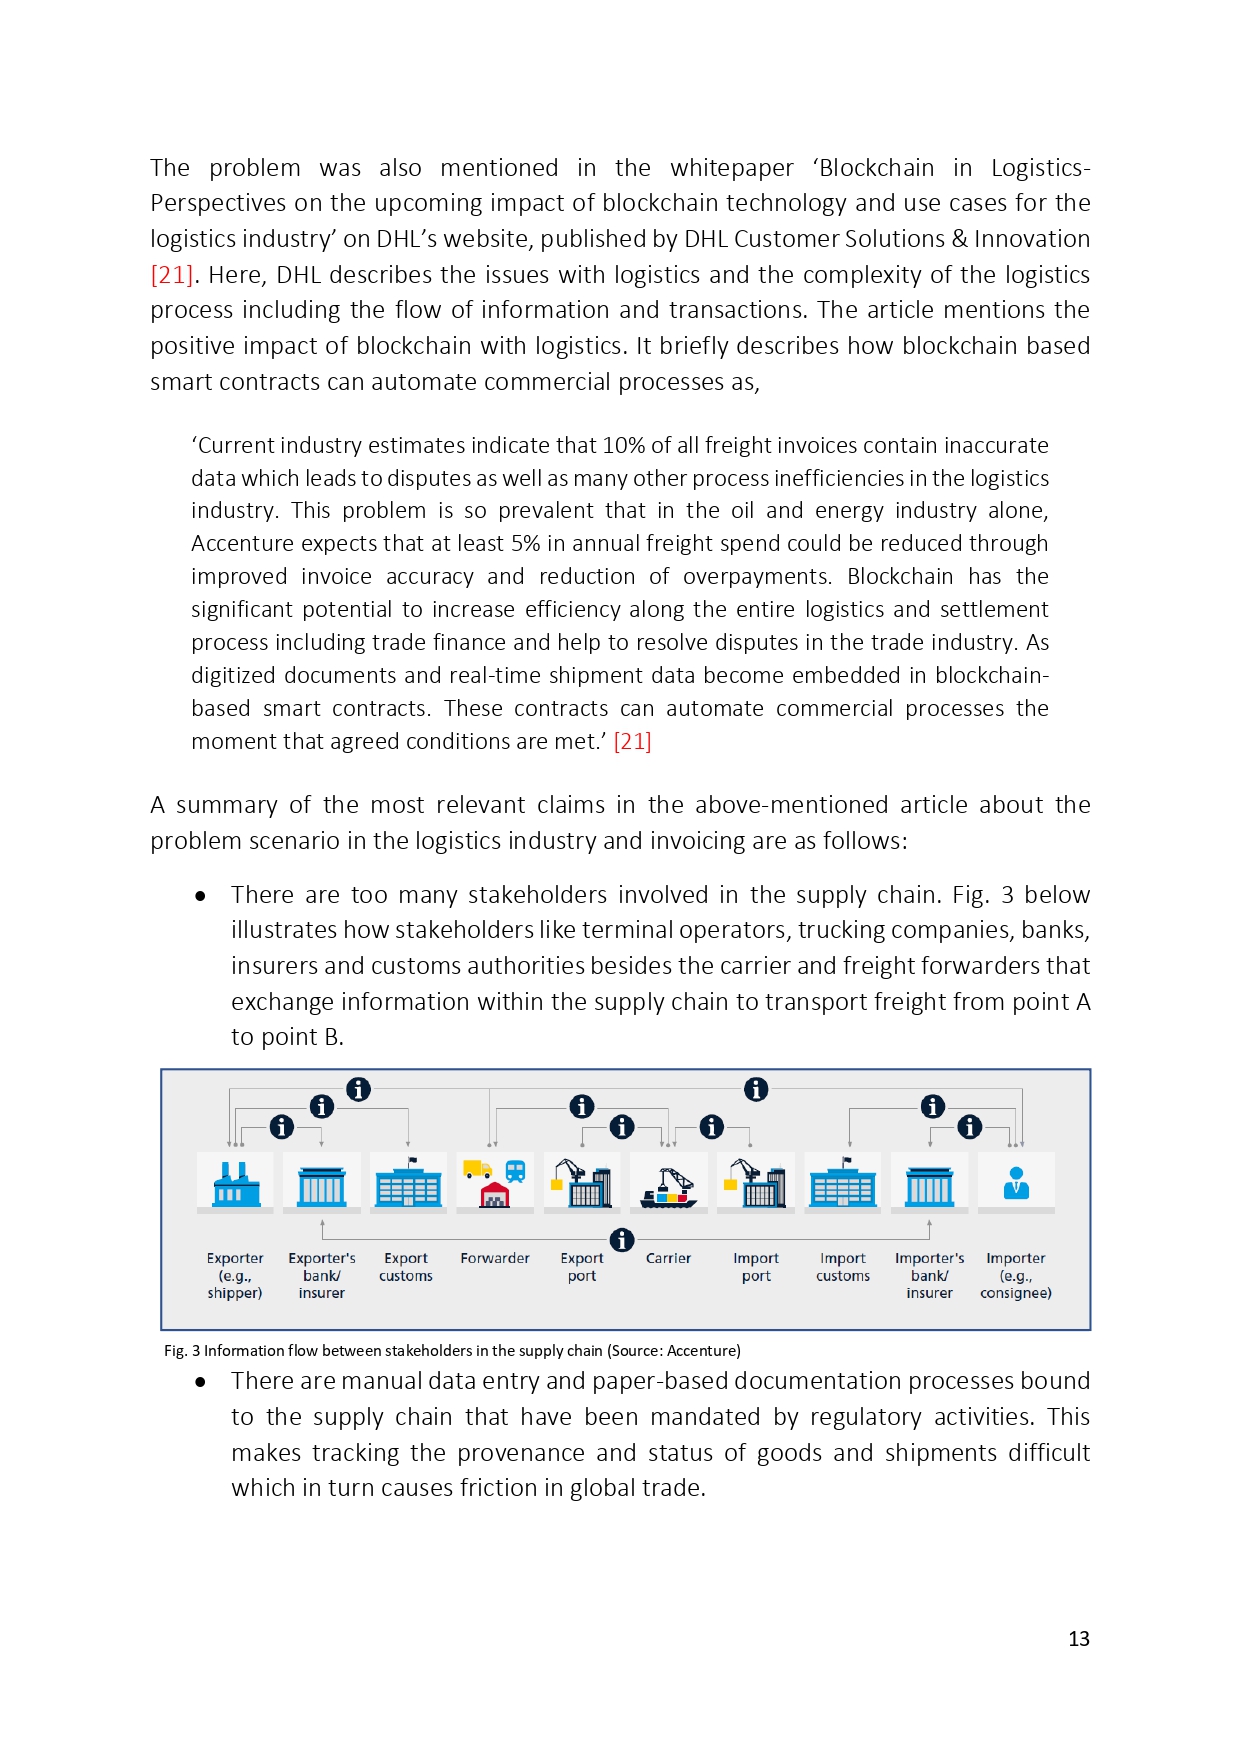 The problem was also mentioned in the whitepaper ‘Blockchain in Logistics-
Perspectives on the upcoming impact of blockchain technology and use cases for the
logistics industry’ on DHL’s website, published by DHL Customer Solutions & Innovation
[21]. Here, DHL describes the issues with logistics and the complexity of the logistics
process including the flow of information and transactions. The article mentions the
positive impact of blockchain with logistics. It briefly describes how blockchain based
smart contracts can automate commercial processes as,
‘Current industry estimates indicate that 10% of all freight invoices contain inaccurate
data which leads to disputes as well as many other process inefficiencies in the logistics
industry. This problem is so prevalent that in the oil and energy industry alone,
Accenture expects that at least 5% in annual freight spend could be reduced through
improved invoice accuracy and reduction of overpayments. Blockchain has the
significant potential to increase efficiency along the entire logistics and settlement
process including trade finance and help to resolve disputes in the trade industry. As
digitized documents and real-time shipment data become embedded in blockchain-
based smart contracts. These contracts can automate commercial processes the
moment that agreed conditions are met.’ [21]
A summary of the most relevant claims in the above-mentioned article about the
problem scenario in the logistics industry and invoicing are as follows:
• There are too many stakeholders involved in the supply chain. Fig. 3 below
illustrates how stakeholders like terminal operators, trucking companies, banks,
insurers and customs authorities besides the carrier and freight forwarders that
exchange information within the supply chain to transport freight from point A
to point B.
i i
i i i
i i i i
i
Exporter Exporter's Export Forwarder Export Carrier Import Import Importer's Importer
(e.g., bank/ customs port port customs bank/ (e.g.,
shipper) insurer insurer consignee)
Fig. 3 Information flow between stakeholders in the supply chain (Source: Accenture)
• There are manual data entry and paper-based documentation processes bound
to the supply chain that have been mandated by regulatory activities. This
makes tracking the provenance and status of goods and shipments difficult
which in turn causes friction in global trade.
13